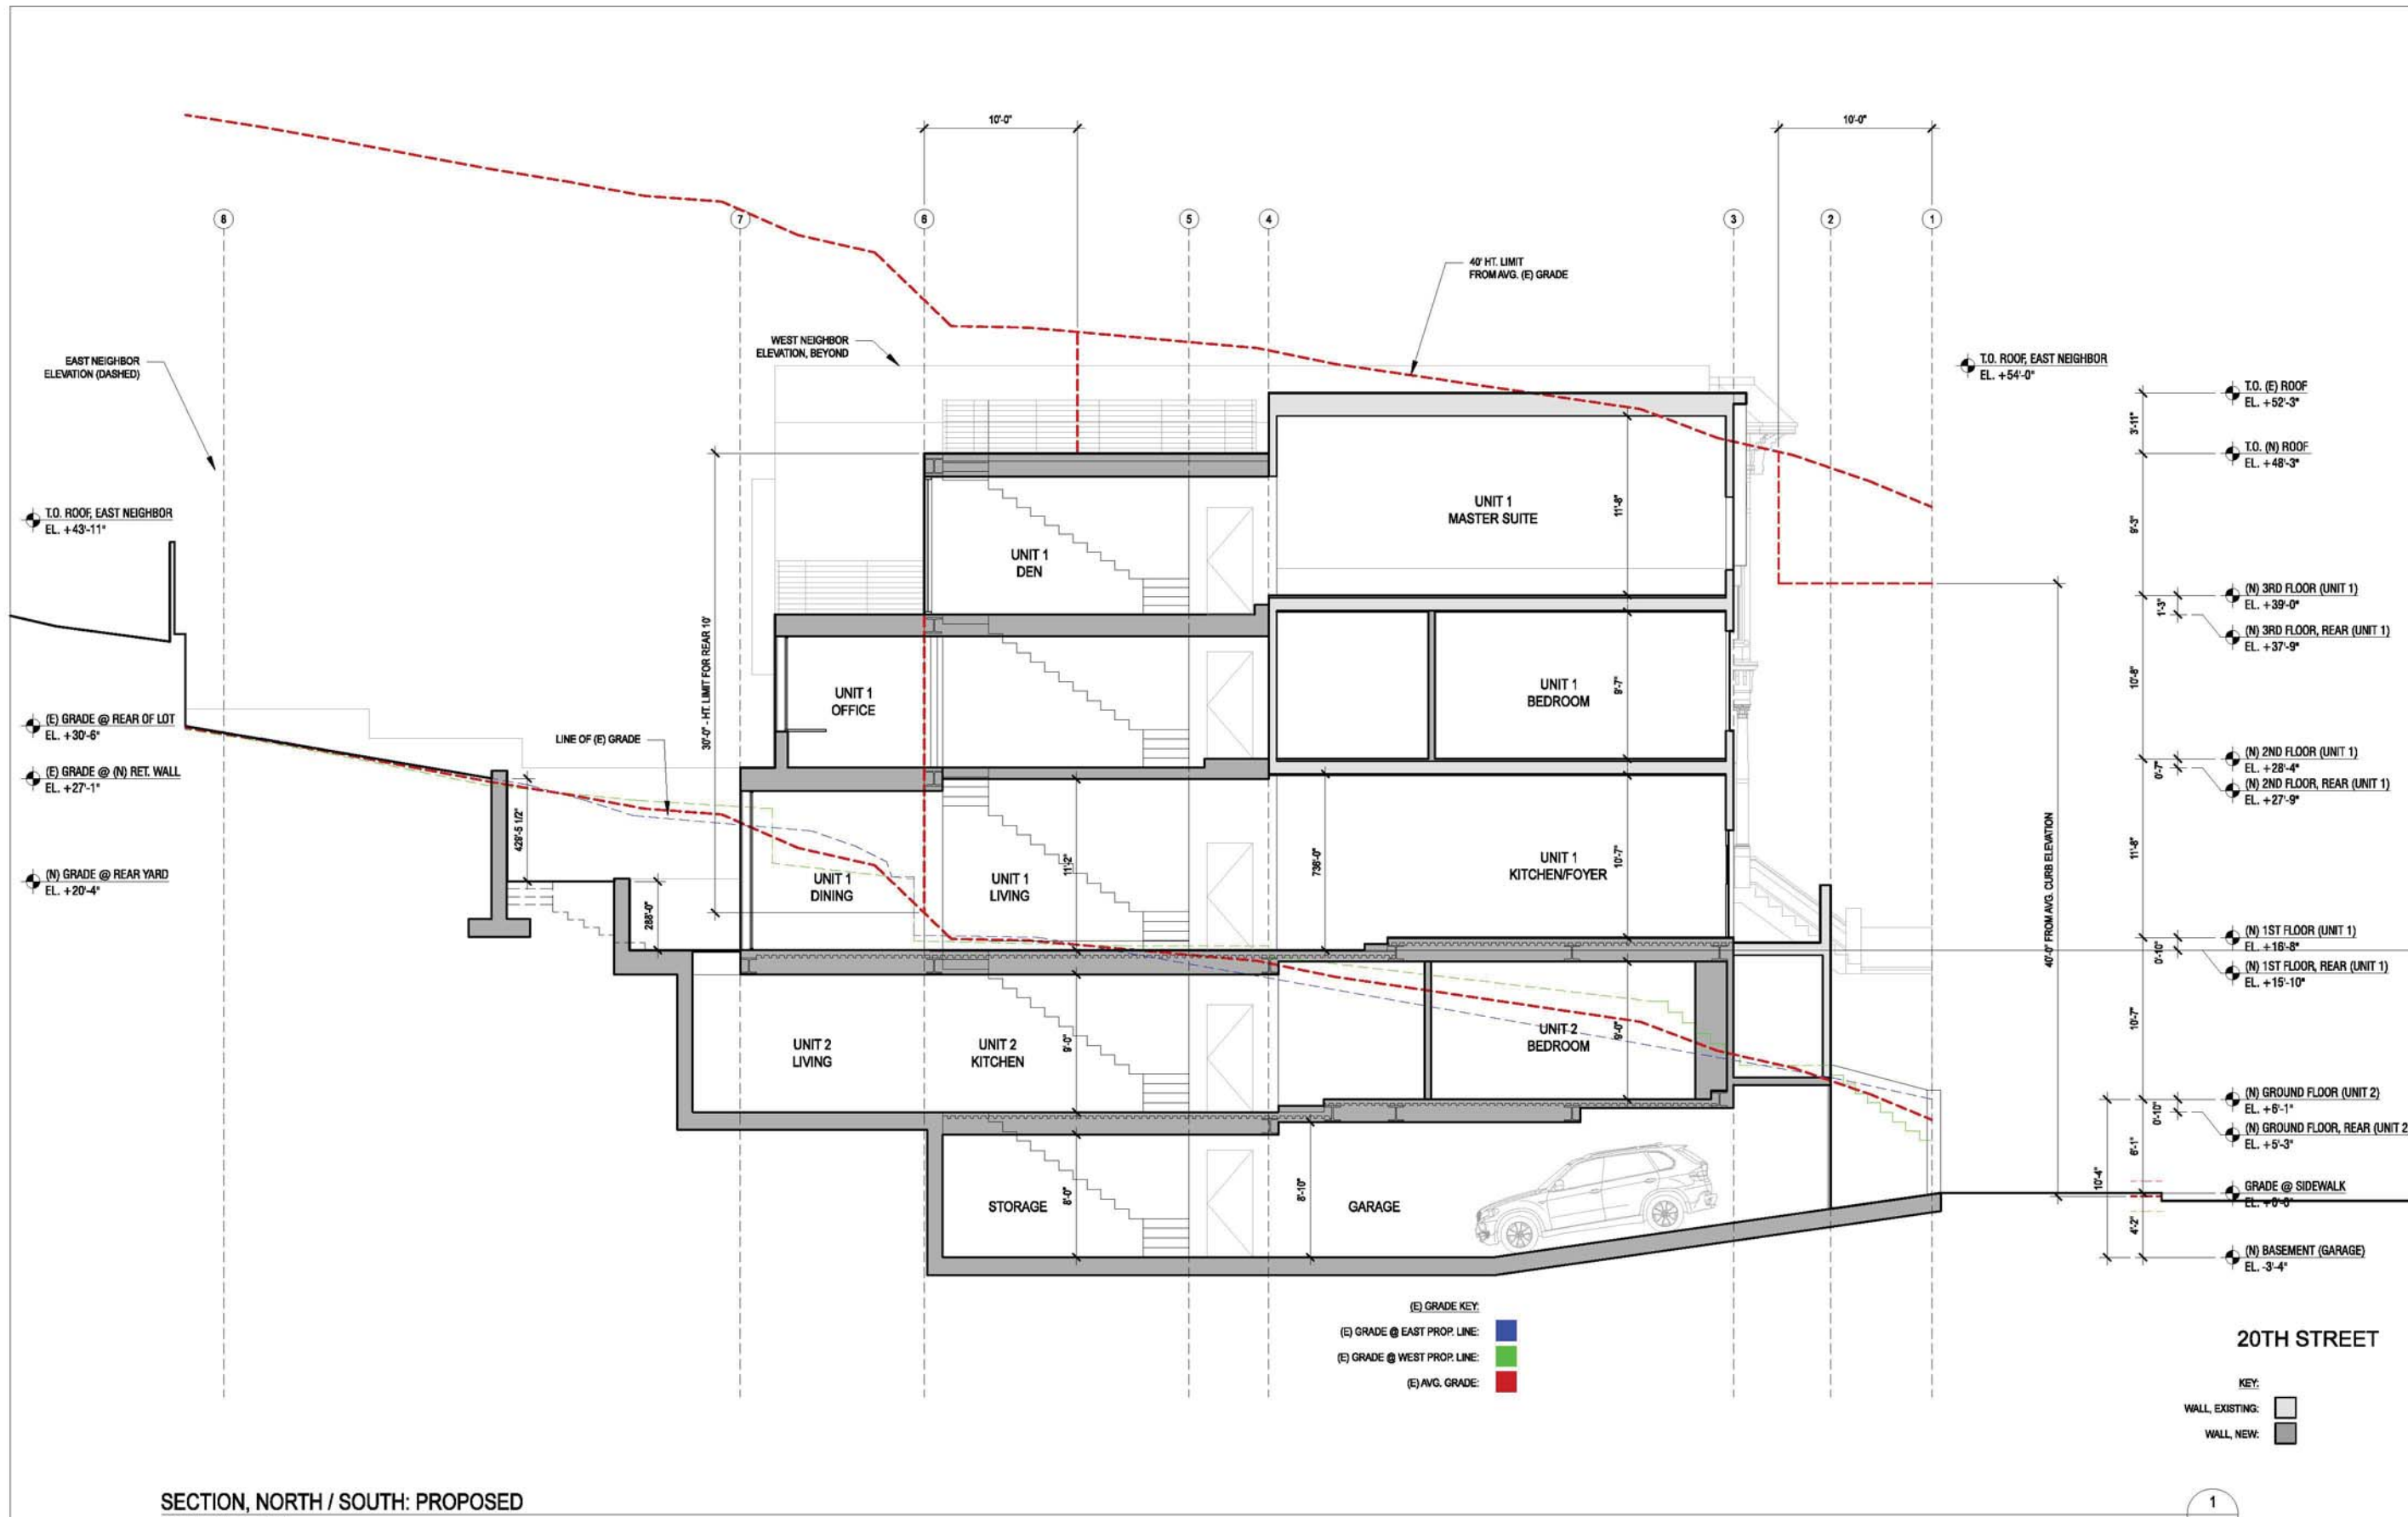 10'-0"
10'-0"
8
7
6
5
4
3
2
1
40' HT. LIMIT
FROM AVG. (E) GRADE
WEST NEIGHBOR
ELEVATION, BEYOND
EAST NEIGHBOR
ELEVATION (DASHED)
T.O. ROOF, EAST NEIGHBOR
EL. +54'-0"
T.O. (E) ROOF
EL. +52'-3"
3'-11"
T.O. (N) ROOF
EL. +48'-3"
9'-3"
T.O. ROOF, EAST NEIGHBOR
EL. +43'-11"
UNIT 1
MASTER SUITE
11'-8"
UNIT 1
DEN
(N) 3RD FLOOR (UNIT 1)
EL. +39'-0"
1'-3"
(N) 3RD FLOOR, REAR (UNIT 1)
EL. +37'-9"
30'-0" - HT. LIMIT FOR REAR 10'
UNIT 1
OFFICE
UNIT 1
BEDROOM
9'-7"
10'-8"
(E) GRADE @ REAR OF LOT
EL. +30'-6"
LINE OF (E) GRADE
(N) 2ND FLOOR (UNIT 1)
EL. +28'-4"
0'-7"
(N) 2ND FLOOR, REAR (UNIT 1)
EL. +27'-9"
(E) GRADE @ (N) RET. WALL
EL. +27'-1"
429'-5 1/2"
(N) GRADE @ REAR YARD
EL. +20'-4"
288'-0"
UNIT 1
DINING
UNIT 1
LIVING
11'-2"
738'-0"
UNIT 1
KITCHEN/FOYER
10'-7"
40'-0" FROM AVG. CURB ELEVATION
11'-8"
(N) 1ST FLOOR (UNIT 1)
EL. +16'-8"
0'-10"
(N) 1ST FLOOR, REAR (UNIT 1)
EL. +15'-10"
UNIT 2
LIVING
UNIT 2
KITCHEN
9'-0"
UNIT 2
BEDROOM
9'-0"
10'-7"
(N) GROUND FLOOR (UNIT 2)
EL. +6'-1"
0'-10"
(N) GROUND FLOOR, REAR (UNIT 2
EL. +5'-3"
6'-1"
10'-4"
STORAGE
8'-0"
8'-10"
GARAGE
GRADE @ SIDEWALK
4'-2"
(N) BASEMENT (GARAGE)
EL. -3'-4"
(E) GRADE KEY:
(E) GRADE @ EAST PROP. LINE:
(E) GRADE @ WEST PROP. LINE:
(E) AVG. GRADE:
20TH STREET
KEY:
WALL, EXISTING:
WALL, NEW:
SECTION, NORTH / SOUTH: PROPOSED
1